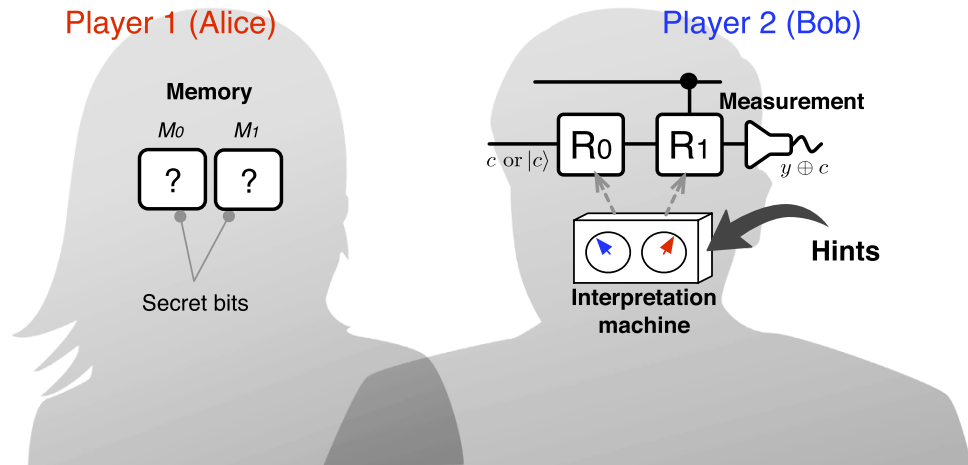 Player 1 (Alice)
Player 2 (Bob)
Memory
M0 M1
? ?
Secret bits
Measurement
R0 R1
c or |c⟩
y ⊕ c
Hints
Interpretation
machine